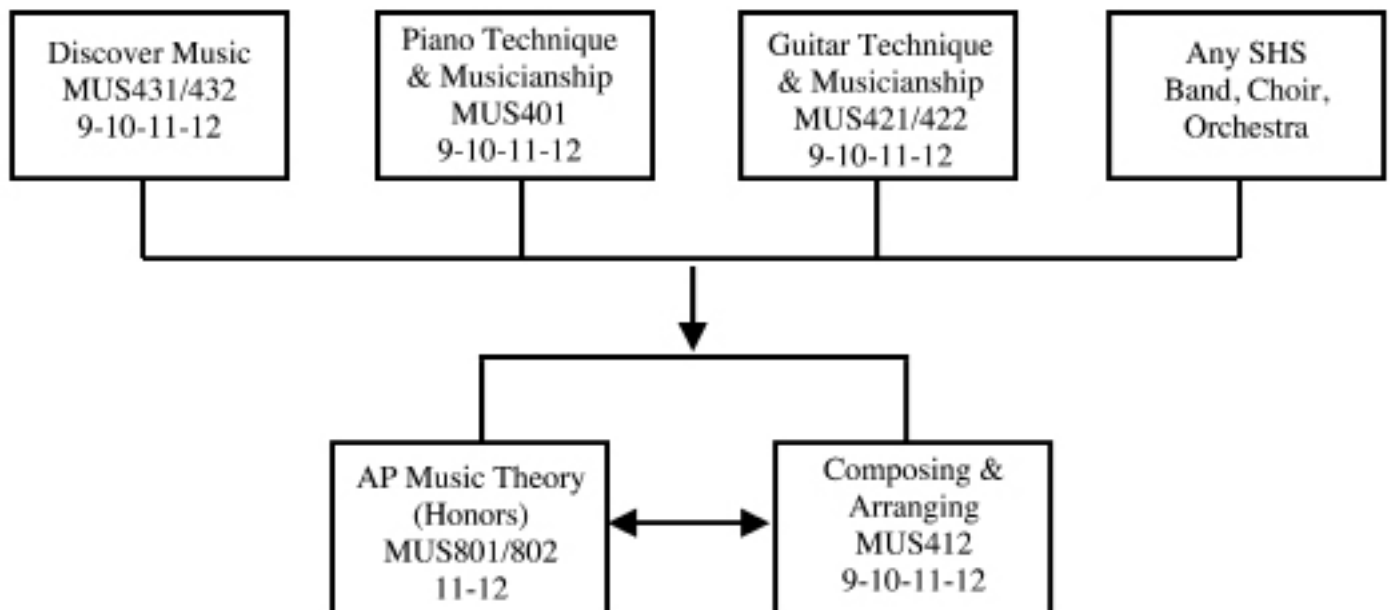 Discover Music
MUS431/432
9-10-11-12
Piano Technique
& Musicianship
MUS401
9-10-11-12
Guitar Technique
& Musicianship
MUS421/422
9-10-11-12
Any SHS
Band, Choir,
Orchestra
AP Music Theory
(Honors)
MUS801/802
11-12
Composing &
Arranging
MUS412
9-10-11-12